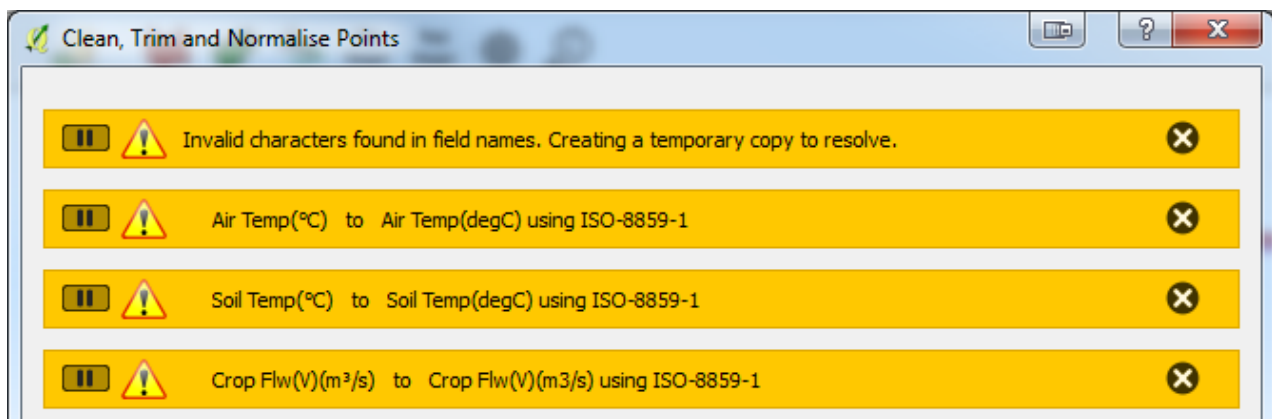 Clean, Trim and Normalise Points
Invalid characters found in field names. Creating a temporary copy to resolve.
Air Temp(°C) to Air Temp(degC) using ISO-8859-1
Soil Temp(°C) to Soil Temp(degC) using ISO-8859-1
Crop Flw(V)(m³/s) to Crop Flw(V)(m3/s) using ISO-8859-1